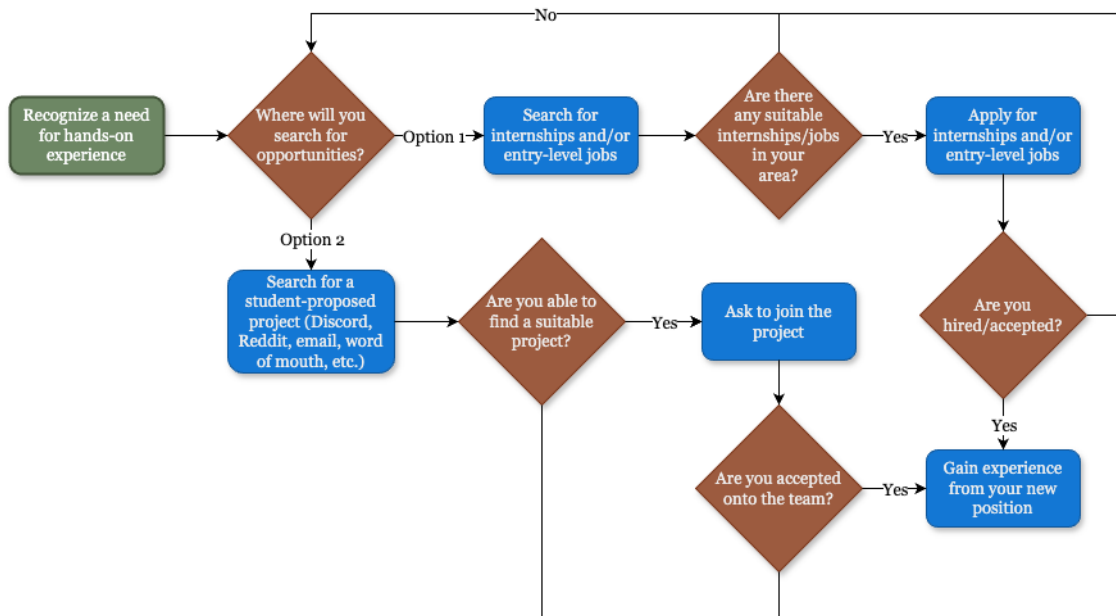 No
Recognize a need
for hands-on
experience
Where will you
search for
opportunities?
Option 1
Search for
internships and/or
entry-level jobs
Are there
any suitable
internships/jobs
in your
area?
Yes
Apply for
internships and/or
entry-level jobs
Option 2
Search for a
student-proposed
project (Discord,
Reddit, email, word
of mouth, etc.)
Are you able to
find a suitable
project?
Yes
Ask to join the
project
Are you
hired/accepted?
Yes
Are you accepted
onto the team?
Yes
Gain experience
from your new
position